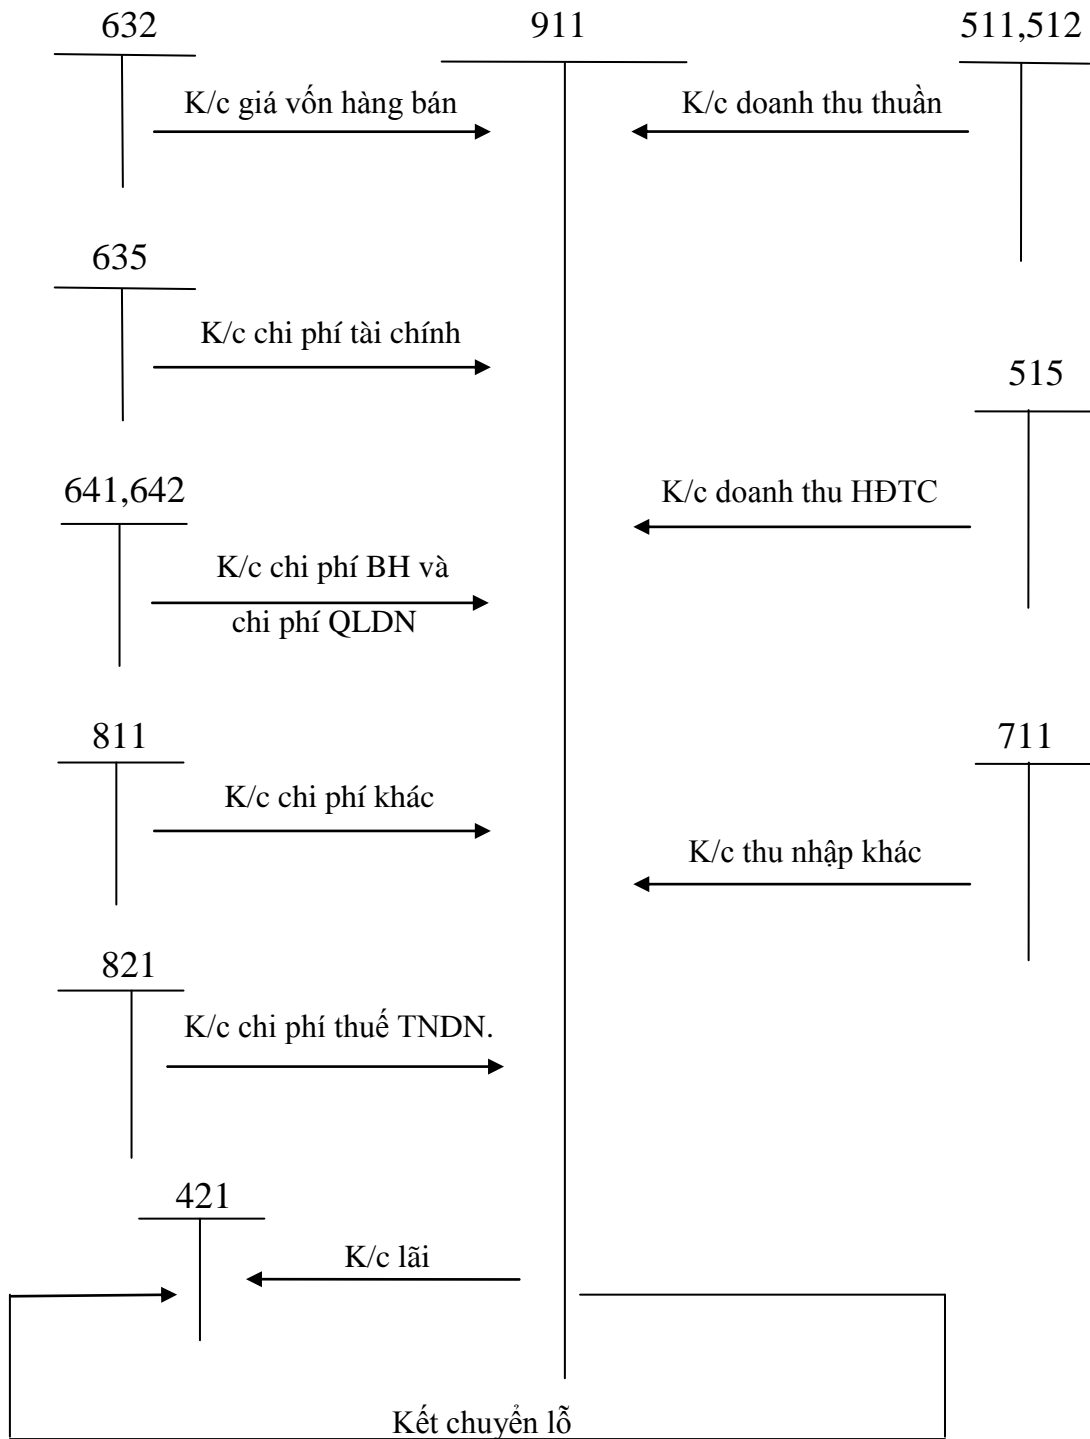 632
911
511,512
K/c giá vốn hàng bán
K/c doanh thu thuần
635
K/c chi phí tài chính
515
641,642
K/c doanh thu HĐTC
K/c chi phí BH và
chi phí QLDN
811
711
K/c chi phí khác
K/c thu nhập khác
821
K/c chi phí thuế TNDN.
421
K/c lãi
Kết chuyển lỗ